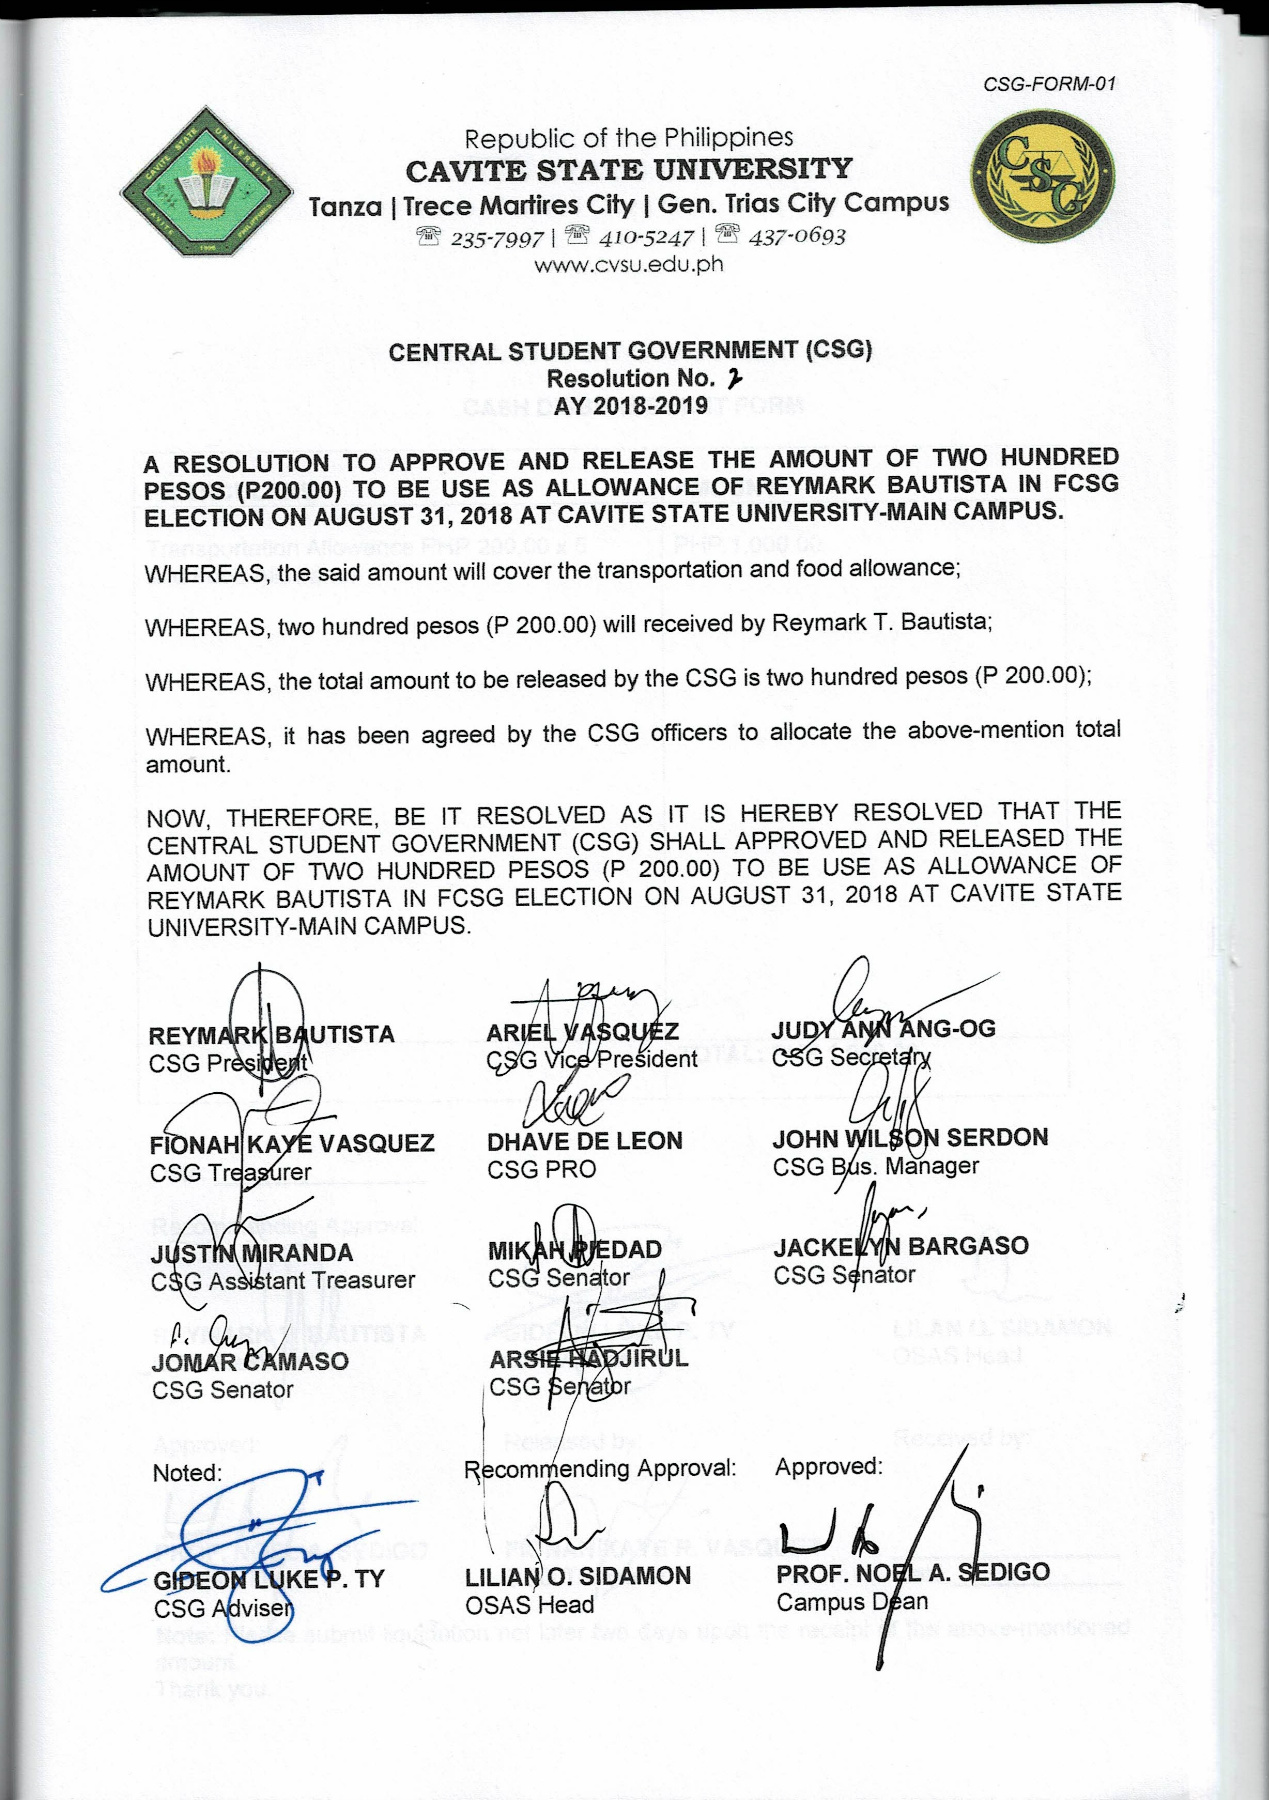 CSG-FORM-01
Republic of the Philippines
CAVITE STATE UNIVERSITY
Tanza | Trece Martires City | Gen. Trias City Campus
☏ 235-7997 | ☏ 410-5247 | ☏ 437-0693
www.cvsu.edu.ph
CENTRAL STUDENT GOVERNMENT (CSG)
Resolution No. 2
AY 2018-2019
A RESOLUTION TO APPROVE AND RELEASE THE AMOUNT OF TWO HUNDRED
PESOS (P200.00) TO BE USE AS ALLOWANCE OF REYMARK BAUTISTA IN FCSG
ELECTION ON AUGUST 31, 2018 AT CAVITE STATE UNIVERSITY-MAIN CAMPUS.
WHEREAS, the said amount will cover the transportation and food allowance;
WHEREAS, two hundred pesos (P 200.00) will received by Reymark T. Bautista;
WHEREAS, the total amount to be released by the CSG is two hundred pesos (P 200.00);
WHEREAS, it has been agreed by the CSG officers to allocate the above-mention total
amount.
NOW, THEREFORE, BE IT RESOLVED AS IT IS HEREBY RESOLVED THAT THE
CENTRAL STUDENT GOVERNMENT (CSG) SHALL APPROVED AND RELEASED THE
AMOUNT OF TWO HUNDRED PESOS (P 200.00) TO BE USE AS ALLOWANCE OF
REYMARK BAUTISTA IN FCSG ELECTION ON AUGUST 31, 2018 AT CAVITE STATE
UNIVERSITY-MAIN CAMPUS.
REYMARK BAUTISTA ARIEL VASQUEZ JUDY ANN ANG-OG
CSG President CSG Vice President CSG Secretary
FIONAH KAYE VASQUEZ DHAVE DE LEON JOHN WILSON SERDON
CSG Treasurer CSG PRO CSG Bus. Manager
JUSTIN MIRANDA MIKAH PIEDAD JACKELYN BARGASO
CSG Assistant Treasurer CSG Senator CSG Senator
JOMAR CAMASO ARSIE HADJIRUL
CSG Senator CSG Senator
Noted: Recommending Approval: Approved:
GIDEON LUKE P. TY LILIAN O. SIDAMON PROF. NOEL A. SEDIGO
CSG Adviser OSAS Head Campus Dean